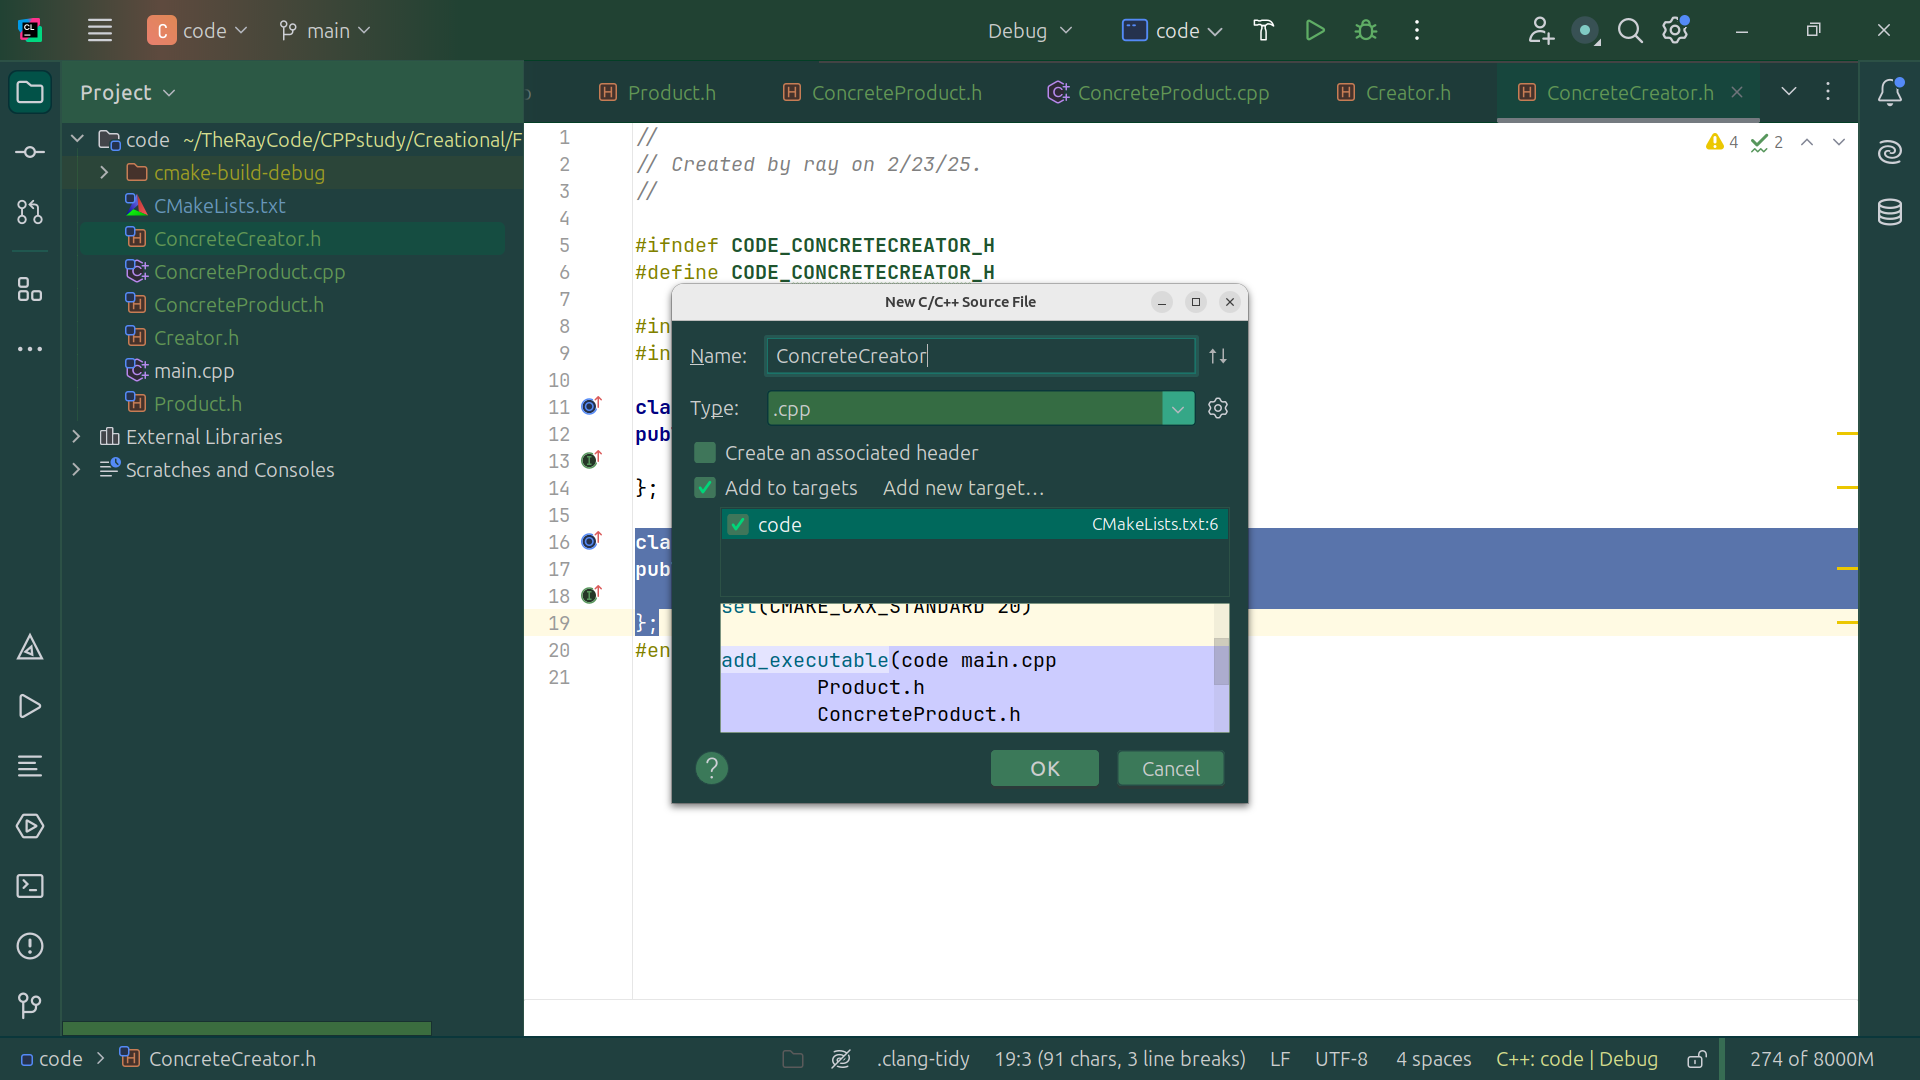 CL
C code
main
Debug
code
Project
Product.h
ConcreteProduct.h
ConcreteProduct.cpp
Creator.h
ConcreteCreator.h
code ~/TheRayCode/CPPstudy/Creational/F
cmake-build-debug
CMakeLists.txt
ConcreteCreator.h
ConcreteProduct.cpp
ConcreteProduct.h
Creator.h
main.cpp
Product.h
External Libraries
Scratches and Consoles
4 2
1 //
2 // Created by ray on 2/23/25.
3 //
4
5 #ifndef CODE_CONCRETECREATOR_H
6 #define CODE_CONCRETECREATOR_H
7
8 #in
9 #in
10
11 cla
12 pub
13
14 };
15
16 cla
17 pub
18
19 };
20 #en
21
New C/C++ Source File
Name: ConcreteCreator
Type: .cpp
Create an associated header
Add to targets Add new target...
code CMakeLists.txt:6
set(CMAKE_CXX_STANDARD 20)
add_executable(code main.cpp
Product.h
ConcreteProduct.h
? OK Cancel
code > ConcreteCreator.h
.clang-tidy 19:3 (91 chars, 3 line breaks) LF UTF-8 4 spaces C++: code | Debug 274 of 8000M